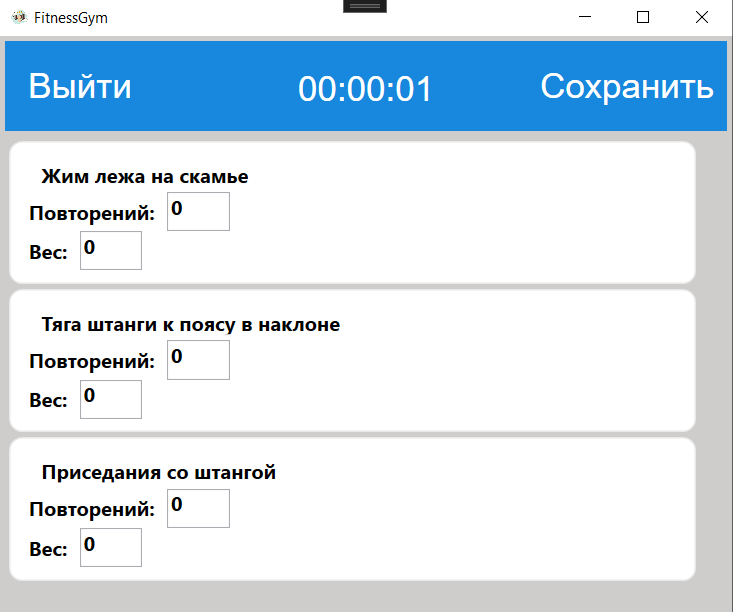 FitnessGym
Выйти 00:00:01 Сохранить
Жим лежа на скамье
Повторений: 0
Вес: 0
Тяга штанги к поясу в наклоне
Повторений: 0
Вес: 0
Приседания со штангой
Повторений: 0
Вес: 0